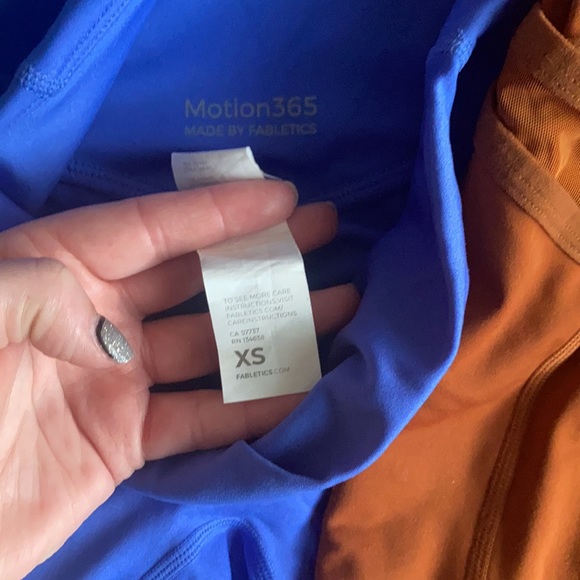 Motion365
MADE BY FABLETICS
TO SEE MORE CARE
INSTRUCTIONS,VISIT
FABLETICS.COM/
CAREINSTRUCTIONS
CA 57757
RN 134658
XS
FABLETICS.COM